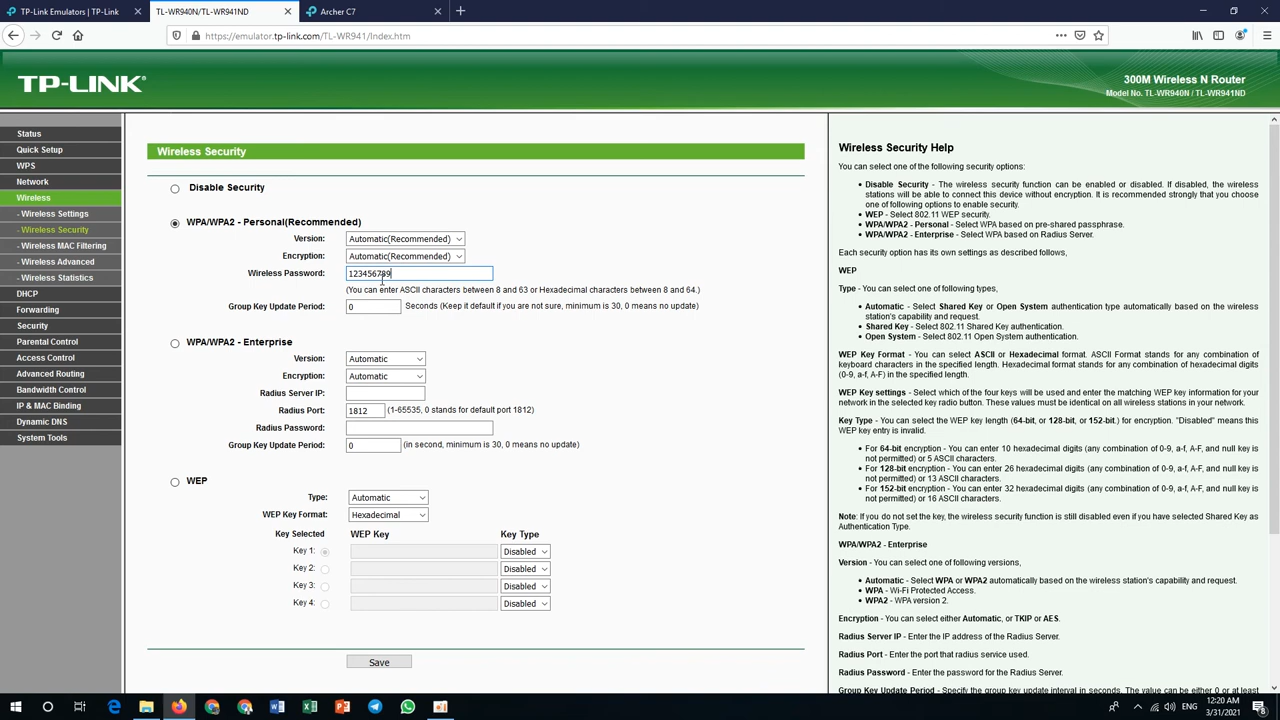 TP-Link Emulators | TP-Link
TL-WR940N/TL-WR941ND
Archer C7
https://emulator.tp-link.com/TL-WR941/Index.htm
TP-LINK®
300M Wireless N Router
Model No. TL-WR940N / TL-WR941ND
Status
Quick Setup
WPS
Network
Wireless
- Wireless Settings
- Wireless Security
- Wireless MAC Filtering
- Wireless Advanced
- Wireless Statistics
DHCP
Forwarding
Security
Parental Control
Access Control
Advanced Routing
Bandwidth Control
IP & MAC Binding
Dynamic DNS
System Tools
Wireless Security
Disable Security
WPA/WPA2 - Personal(Recommended)
Version: Automatic(Recommended)
Encryption: Automatic(Recommended)
Wireless Password: 123456789
(You can enter ASCII characters between 8 and 63 or Hexadecimal characters between 8 and 64.)
Group Key Update Period: 0 Seconds (Keep it default if you are not sure, minimum is 30, 0 means no update)
WPA/WPA2 - Enterprise
Version: Automatic
Encryption: Automatic
Radius Server IP:
Radius Port: 1812 (1-65535, 0 stands for default port 1812)
Radius Password:
Group Key Update Period: 0 (in second, minimum is 30, 0 means no update)
WEP
Type: Automatic
WEP Key Format: Hexadecimal
Key Selected WEP Key Key Type
Key 1: Disabled
Key 2: Disabled
Key 3: Disabled
Key 4: Disabled
Save
Wireless Security Help
You can select one of the following security options:
• Disable Security - The wireless security function can be enabled or disabled. If disabled, the wireless
stations will be able to connect this device without encryption. It is recommended strongly that you choose
one of following options to enable security.
• WEP - Select 802.11 WEP security.
• WPA/WPA2 - Personal - Select WPA based on pre-shared passphrase.
• WPA/WPA2 - Enterprise - Select WPA based on Radius Server.
Each security option has its own settings as described follows,
WEP
Type - You can select one of following types,
• Automatic - Select Shared Key or Open System authentication type automatically based on the wireless
station's capability and request.
• Shared Key - Select 802.11 Shared Key authentication.
• Open System - Select 802.11 Open System authentication.
WEP Key Format - You can select ASCII or Hexadecimal format. ASCII Format stands for any combination of
keyboard characters in the specified length. Hexadecimal format stands for any combination of hexadecimal digits
(0-9, a-f, A-F) in the specified length.
WEP Key settings - Select which of the four keys will be used and enter the matching WEP key information for your
network in the selected key radio button. These values must be identical on all wireless stations in your network.
Key Type - You can select the WEP key length (64-bit, or 128-bit, or 152-bit.) for encryption. "Disabled" means this
WEP key entry is invalid.
• For 64-bit encryption - You can enter 10 hexadecimal digits (any combination of 0-9, a-f, A-F, and null key is
not permitted) or 5 ASCII characters.
• For 128-bit encryption - You can enter 26 hexadecimal digits (any combination of 0-9, a-f, A-F, and null key is
not permitted) or 13 ASCII characters.
• For 152-bit encryption - You can enter 32 hexadecimal digits (any combination of 0-9, a-f, A-F, and null key is
not permitted) or 16 ASCII characters.
Note: If you do not set the key, the wireless security function is still disabled even if you have selected Shared Key as
Authentication Type.
WPA/WPA2 - Enterprise
Version - You can select one of following versions,
• Automatic - Select WPA or WPA2 automatically based on the wireless station's capability and request.
• WPA - Wi-Fi Protected Access.
• WPA2 - WPA version 2.
Encryption - You can select either Automatic, or TKIP or AES.
Radius Server IP - Enter the IP address of the Radius Server.
Radius Port - Enter the port that radius service used.
Radius Password - Enter the password for the Radius Server.
Group Key Update Period - Specify the group key update interval in seconds. The value can be either 0 or at least
12:20 AM
3/31/2021
8